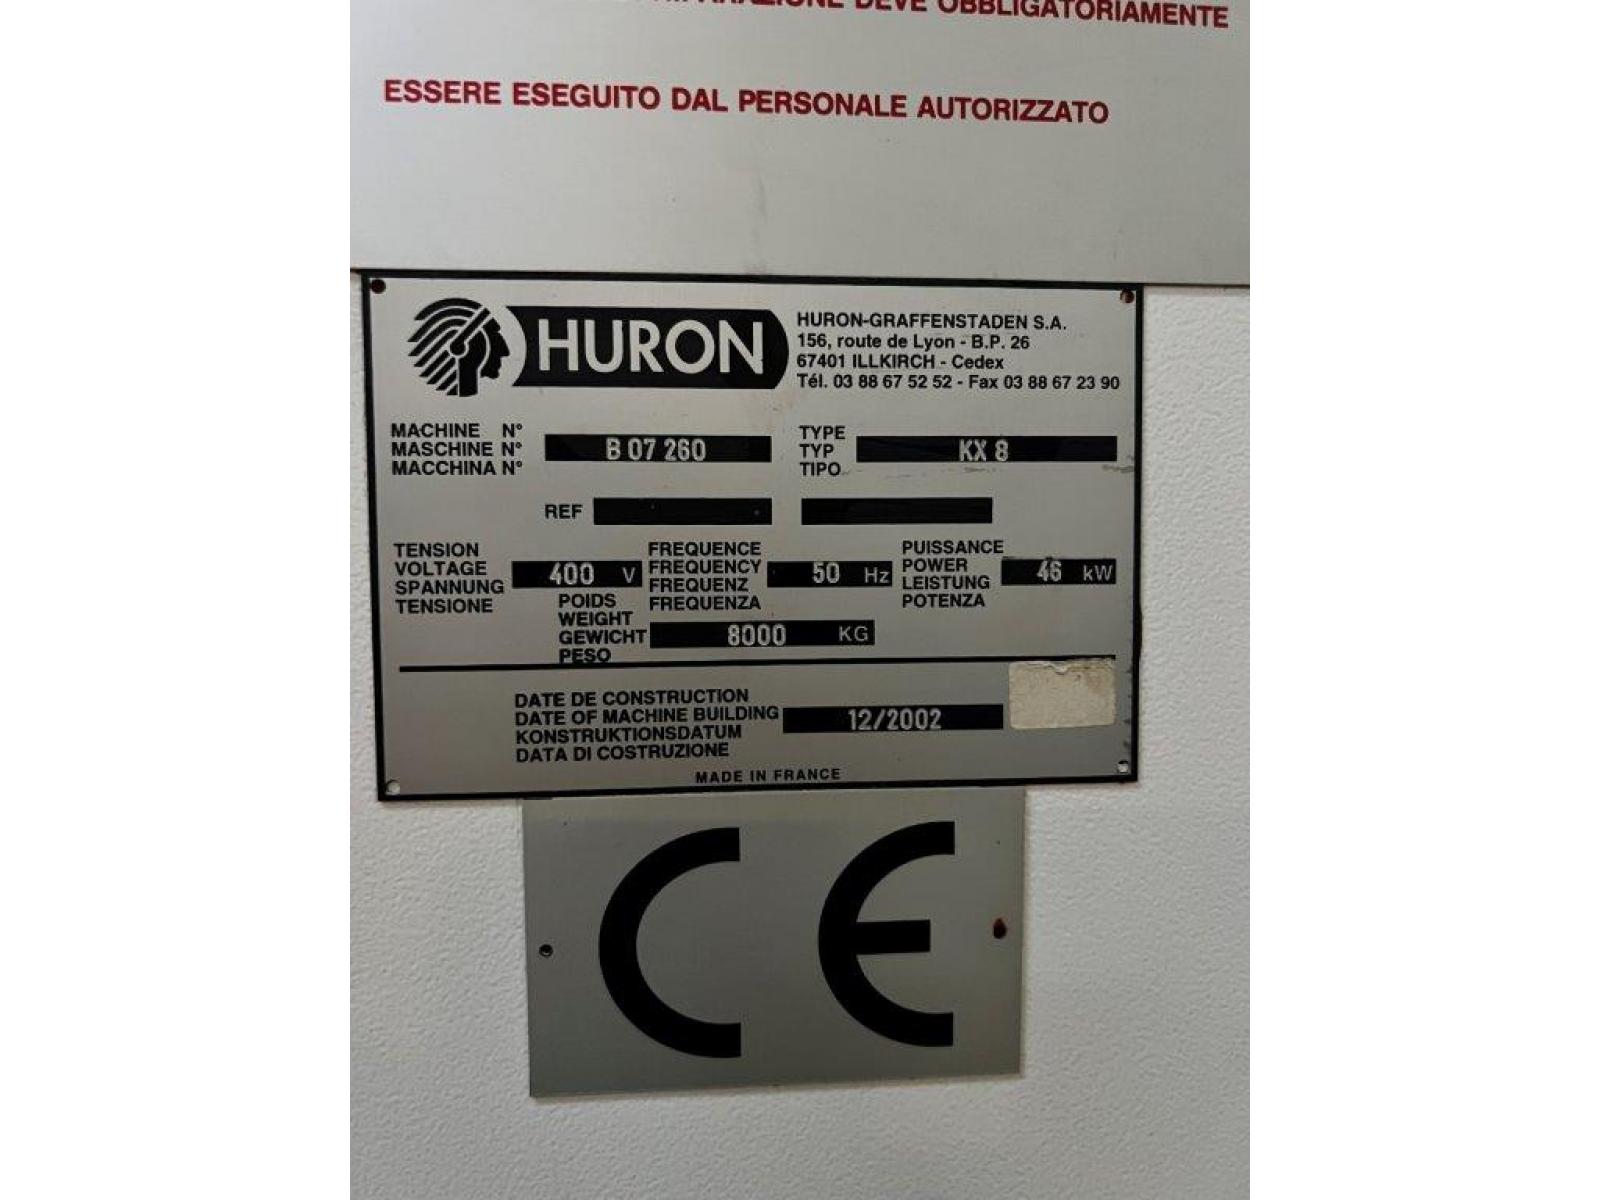 DEVE OBBLIGATORIAMENTE
ESSERE ESEGUITO DAL PERSONALE AUTORIZZATO
HURON
HURON-GRAFFENSTADEN S.A.
156, route de Lyon - B.P. 26
67401 ILLKIRCH - Cedex
Tél. 03 88 67 52 52 - Fax 03 88 67 23 90
MACHINE N°
MASCHINE N°
MACCHINA N°
B 07 260
TYPE
TYP
TIPO
KX 8
REF
TENSION
VOLTAGE
SPANNUNG
TENSIONE
400 V
FREQUENCE
FREQUENCY
FREQUENZ
FREQUENZA
50 Hz
PUISSANCE
POWER
LEISTUNG
POTENZA
46 kW
POIDS
WEIGHT
GEWICHT
PESO
8000 KG
DATE DE CONSTRUCTION
DATE OF MACHINE BUILDING
KONSTRUKTIONSDATUM
DATA DI COSTRUZIONE
12/2002
MADE IN FRANCE
CE